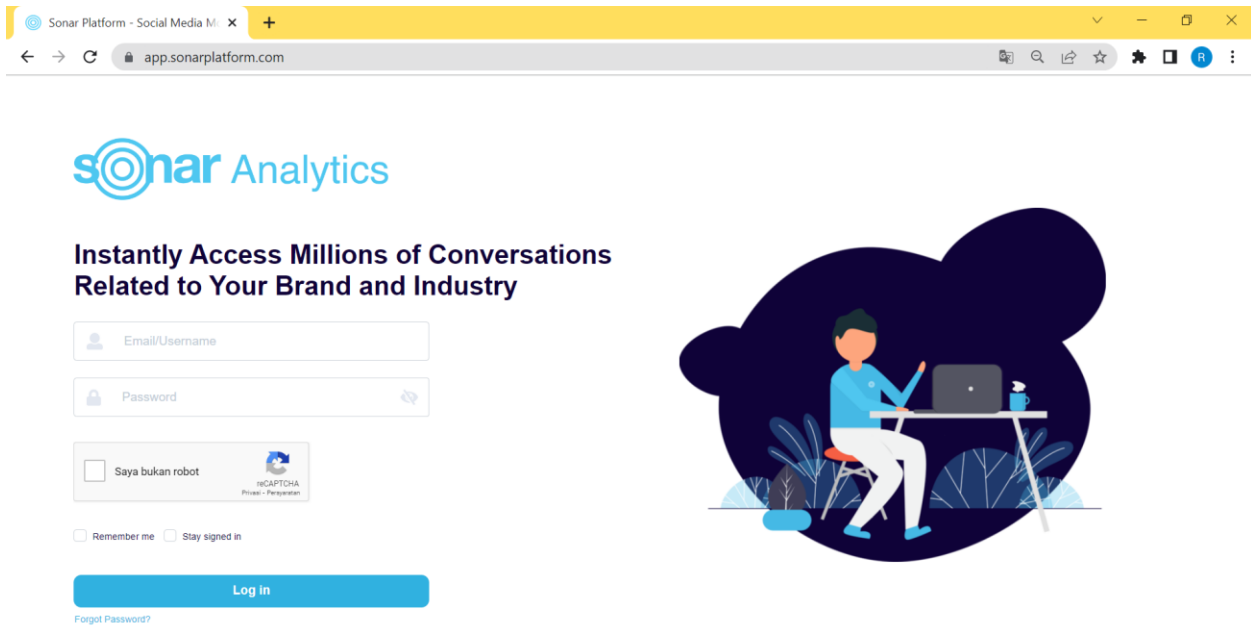 Sonar Platform - Social Media M
app.sonarplatform.com
R
sonar Analytics
Instantly Access Millions of Conversations
Related to Your Brand and Industry
Email/Username
Password
Saya bukan robot
reCAPTCHA
Privasi - Persyaratan
Remember me Stay signed in
Log in
Forgot Password?